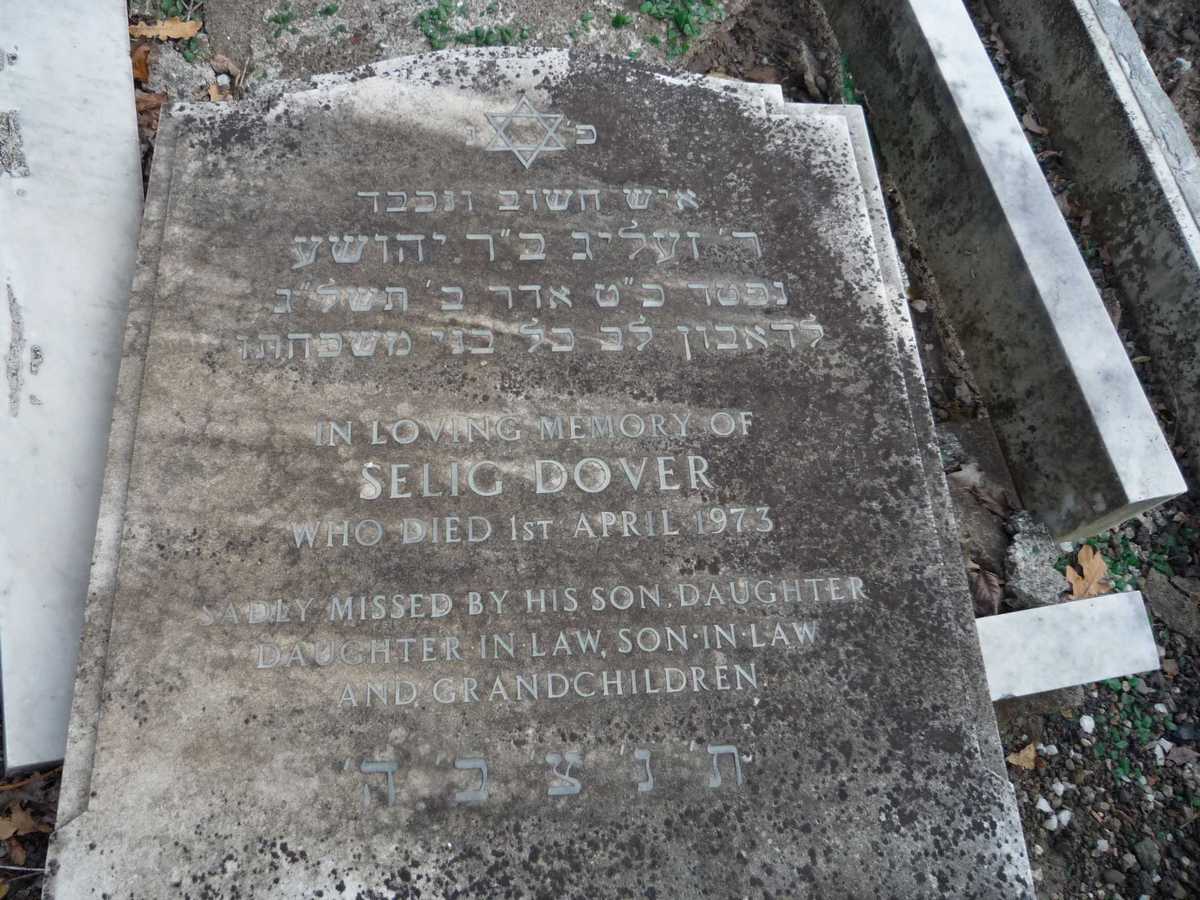 פ' נ'
איש חשוב ונכבד
ר' זעליג ב"ר יהושע
נפטר כ"ט אדר ב' תשל"ג
לדאבון לב כל בני משפחתו
IN LOVING MEMORY OF
SELIG DOVER
WHO DIED 1ST APRIL 1973
SADLY MISSED BY HIS SON, DAUGHTER
DAUGHTER·IN·LAW, SON·IN·LAW
AND GRANDCHILDREN.
ת' נ' צ' ב' ה'